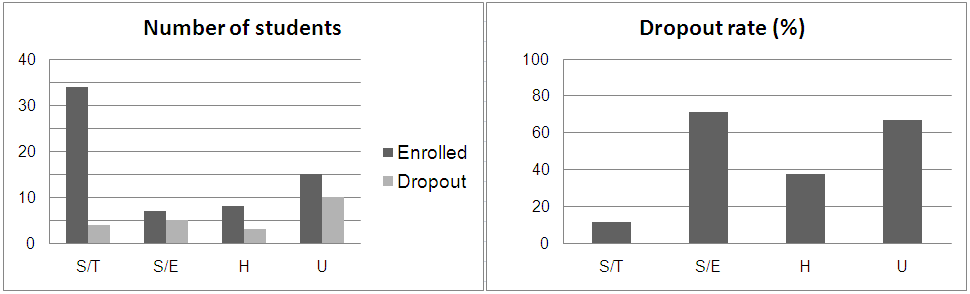 Number of students
40
30
20
10
0
S/T S/E H U
Enrolled
Dropout
Dropout rate (%)
100
80
60
40
20
0
S/T S/E H U